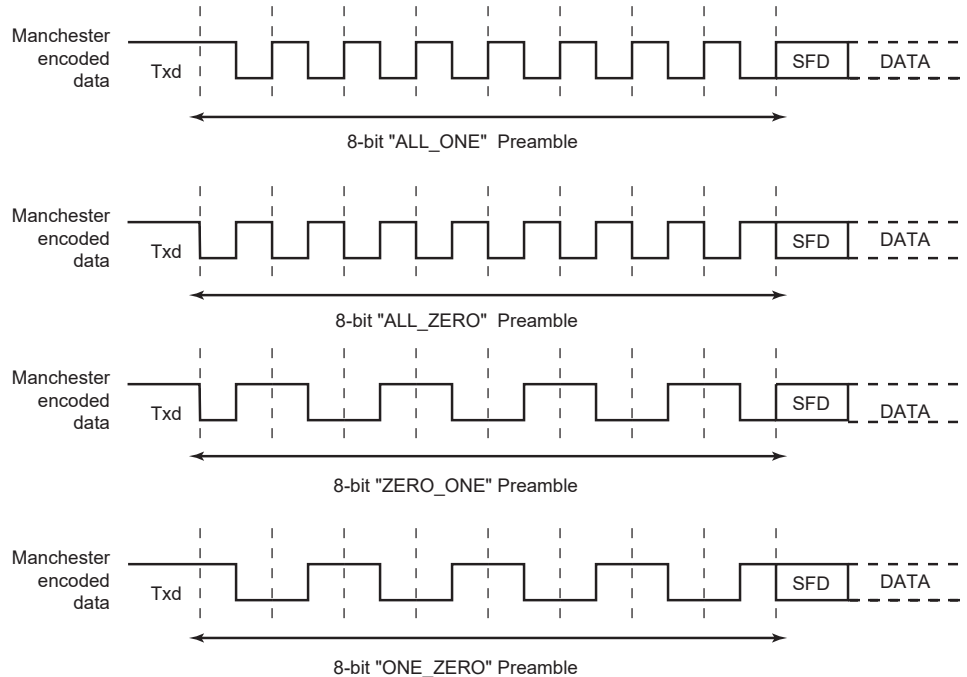 Manchester
encoded
data
Txd
SFD
DATA
8-bit "ALL_ONE" Preamble
Manchester
encoded
data
Txd
SFD
DATA
8-bit "ALL_ZERO" Preamble
Manchester
encoded
data
Txd
SFD
DATA
8-bit "ZERO_ONE" Preamble
Manchester
encoded
data
Txd
SFD
DATA
8-bit "ONE_ZERO" Preamble